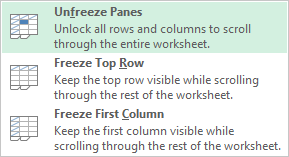 Unfreeze Panes
Unlock all rows and columns to scroll
through the entire worksheet.
Freeze Top Row
Keep the top row visible while scrolling
through the rest of the worksheet.
Freeze First Column
Keep the first column visible while
scrolling through the rest of the worksheet.